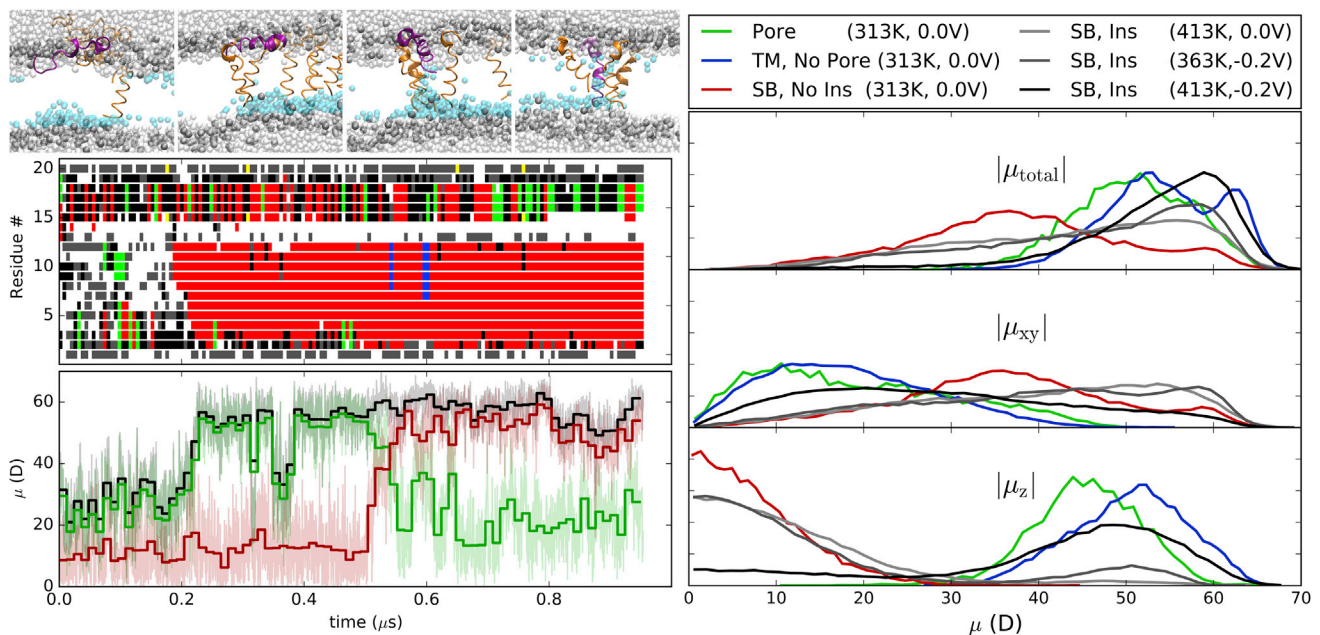 Pore (313K, 0.0V)
TM, No Pore (313K, 0.0V)
SB, No Ins (313K, 0.0V)
SB, Ins (413K, 0.0V)
SB, Ins (363K,-0.2V)
SB, Ins (413K,-0.2V)
20
15
10
5
Residue #
60
40
20
0
μ (D)
0.0 0.2 0.4 0.6 0.8
time (μs)
|μtotal|
|μxy|
|μz|
0 10 20 30 40 50 60 70
μ (D)